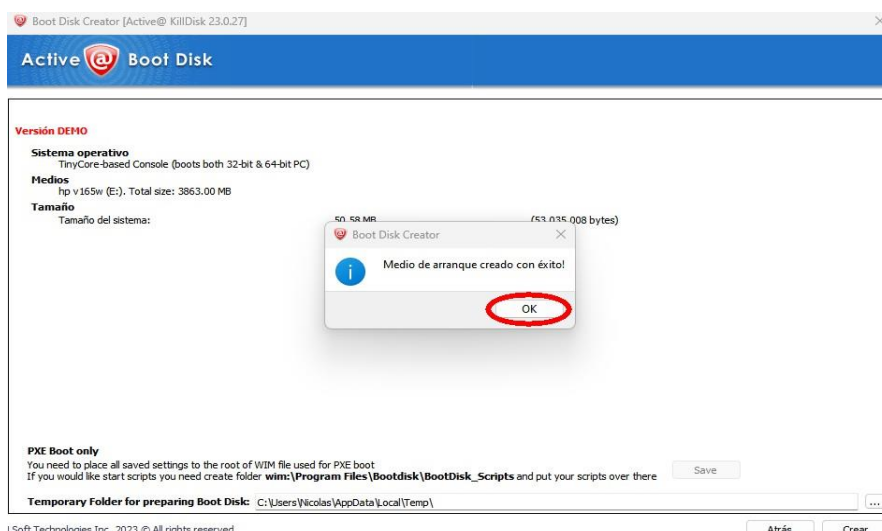 Boot Disk Creator [Active@ KillDisk 23.0.27]
Active@ Boot Disk
Versión DEMO
Sistema operativo
TinyCore-based Console (boots both 32-bit & 64-bit PC)
Medios
hp v165w (E:). Total size: 3863.00 MB
Tamaño
Tamaño del sistema: 50.58 MB (53 035 008 bytes)
Boot Disk Creator
Medio de arranque creado con éxito!
OK
PXE Boot only
You need to place all saved settings to the root of WIM file used for PXE boot
If you would like start scripts you need create folder wim:\Program Files\Bootdisk\BootDisk_Scripts and put your scripts over there
Save
Temporary Folder for preparing Boot Disk: C:\Users\Nicolas\AppData\Local\Temp\ ...
Soft Technologies Inc, 2023 © All rights reserved. Atrás Crear